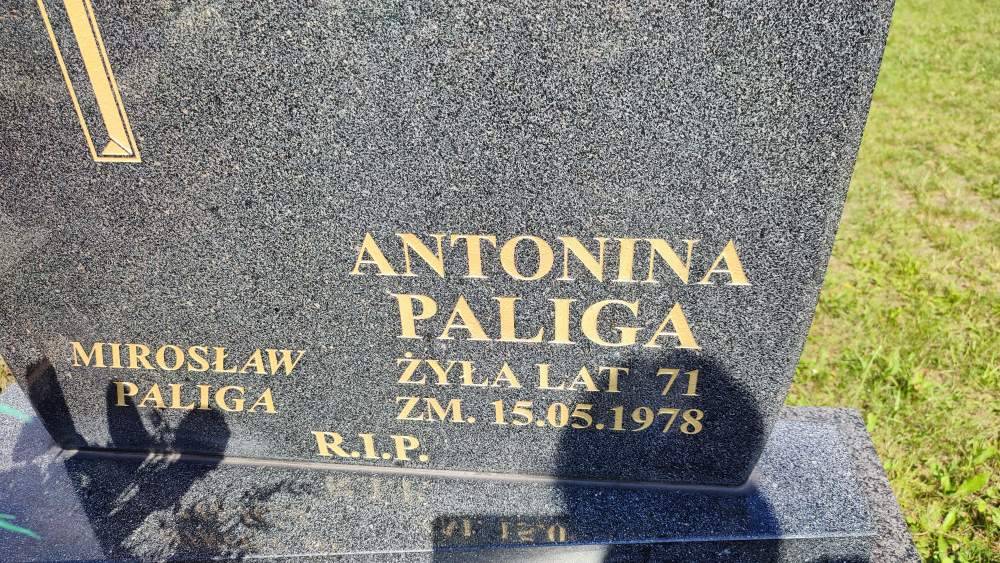 ANTONINA
PALIGA
ŻYŁA LAT 71
ZM. 15.05.1978
MIROSŁAW
PALIGA
R.I.P.